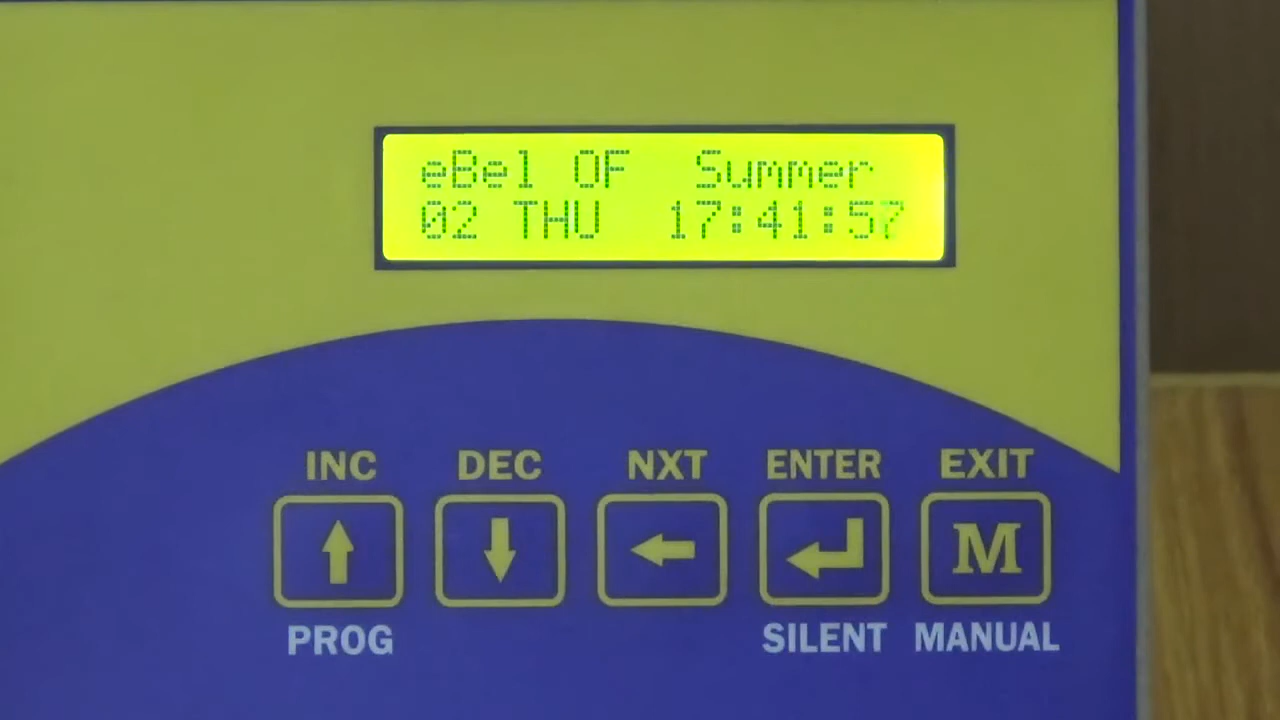 eBel OF Summer
02 THU 17:41:57
INC DEC NXT ENTER EXIT
M
PROG SILENT MANUAL